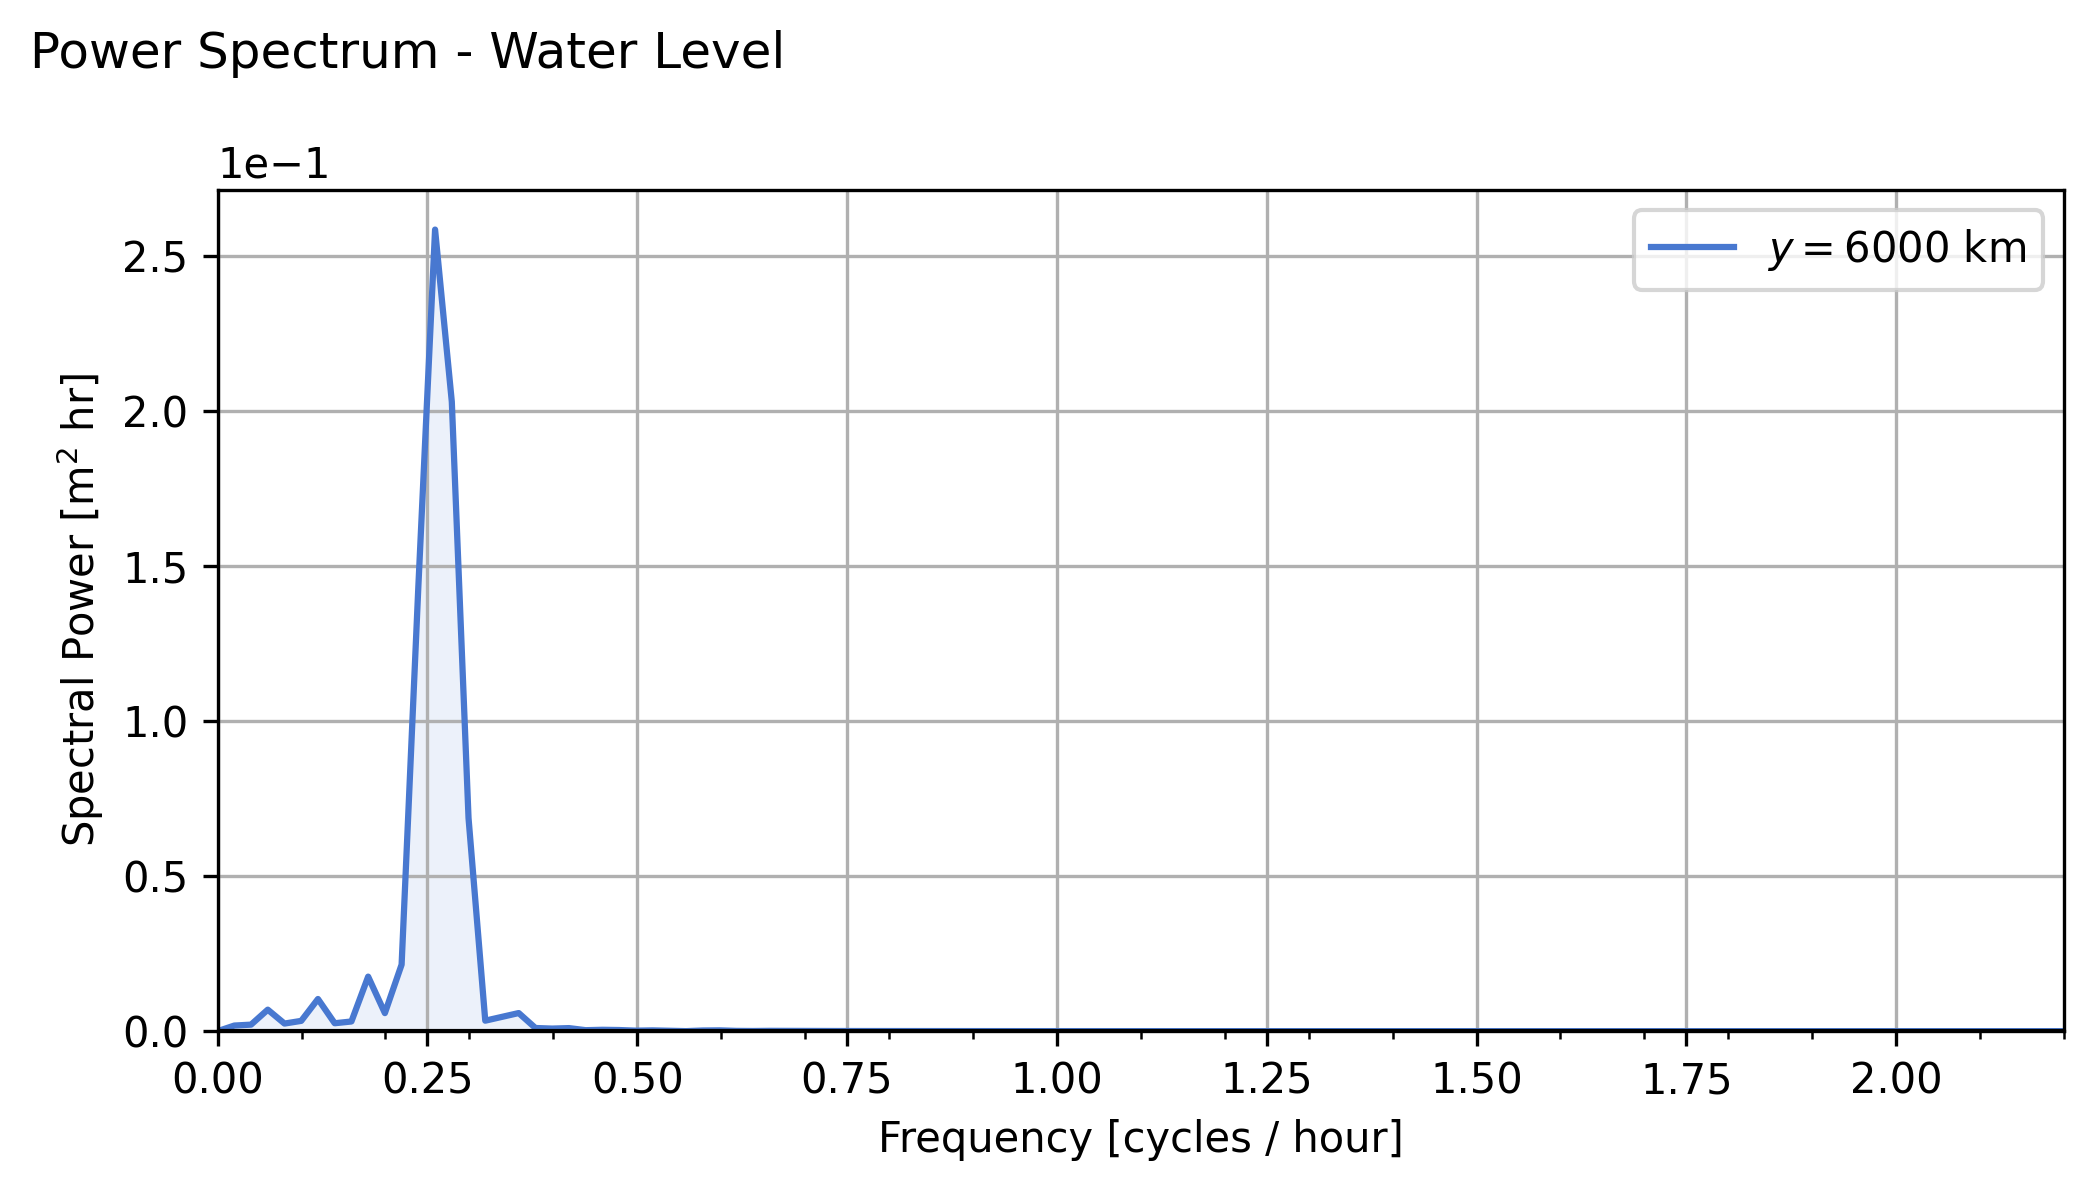 Power Spectrum - Water Level
1e−1
y = 6000 km
2.5
2.0
1.5
1.0
0.5
0.0
Spectral Power [m² hr]
0.00 0.25 0.50 0.75 1.00 1.25 1.50 1.75 2.00
Frequency [cycles / hour]